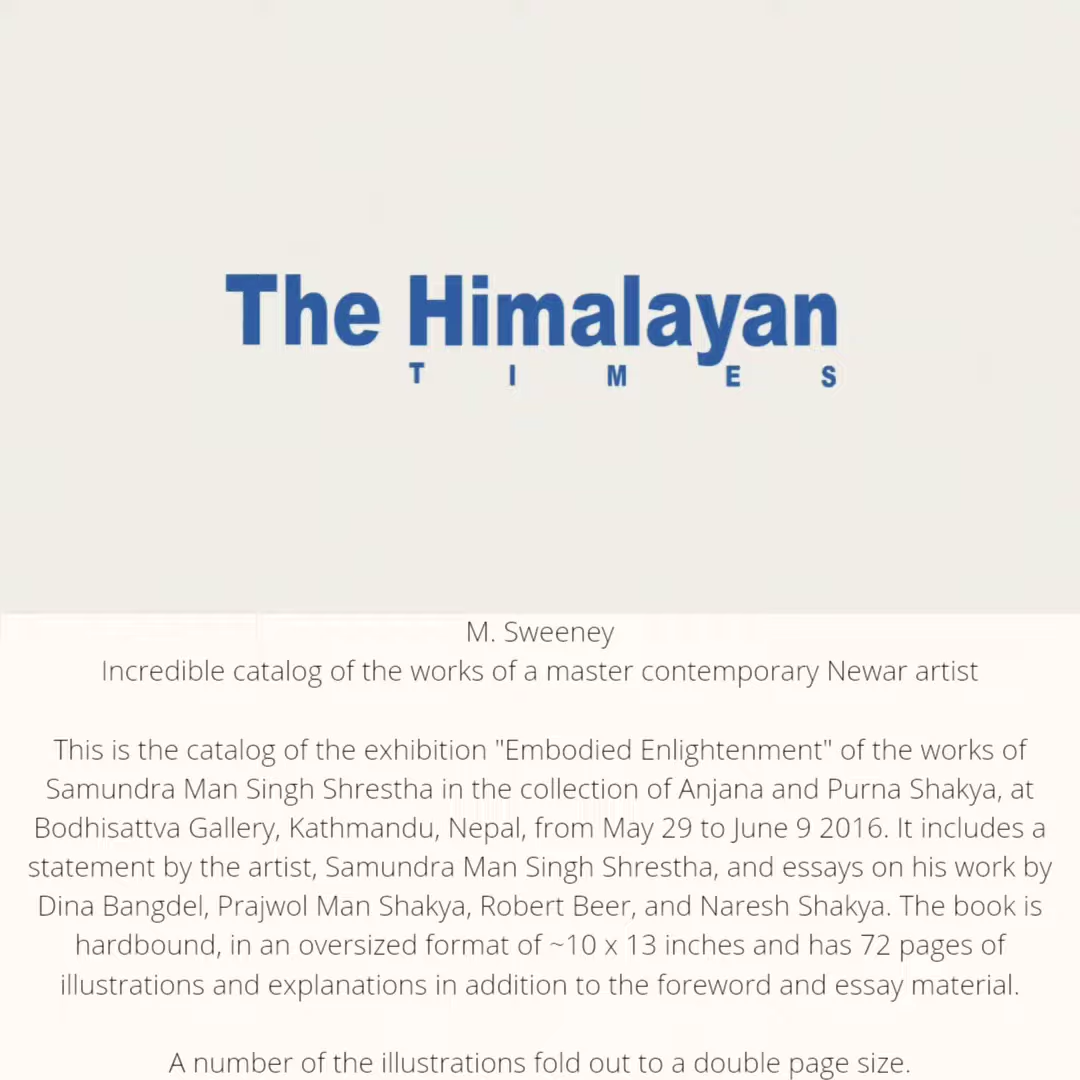 The Himalayan
TIMES
M. Sweeney
Incredible catalog of the works of a master contemporary Newar artist
This is the catalog of the exhibition "Embodied Enlightenment" of the works of
Samundra Man Singh Shrestha in the collection of Anjana and Purna Shakya, at
Bodhisattva Gallery, Kathmandu, Nepal, from May 29 to June 9 2016. It includes a
statement by the artist, Samundra Man Singh Shrestha, and essays on his work by
Dina Bangdel, Prajwol Man Shakya, Robert Beer, and Naresh Shakya. The book is
hardbound, in an oversized format of ~10 x 13 inches and has 72 pages of
illustrations and explanations in addition to the foreword and essay material.
A number of the illustrations fold out to a double page size.